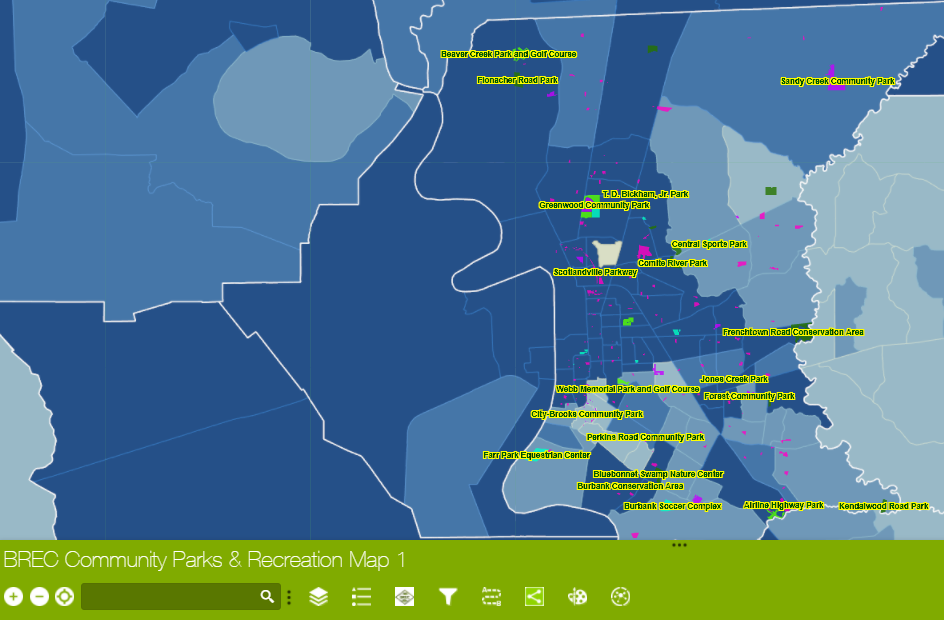 Beaver Creek Park and Golf Course
Flonacher Road Park
Sandy Creek Community Park
T. D. Bickham, Jr. Park
Greenwood Community Park
Central Sports Park
Comite River Park
Scotlandville Parkway
Frenchtown Road Conservation Area
Jones Creek Park
Webb Memorial Park and Golf Course
Forest Community Park
City-Brooks Community Park
Perkins Road Community Park
Farr Park Equestrian Center
Bluebonnet Swamp Nature Center
Burbank Conservation Area
Burbank Soccer Complex
Airline Highway Park
Kendalwood Road Park
BREC Community Parks & Recreation Map 1